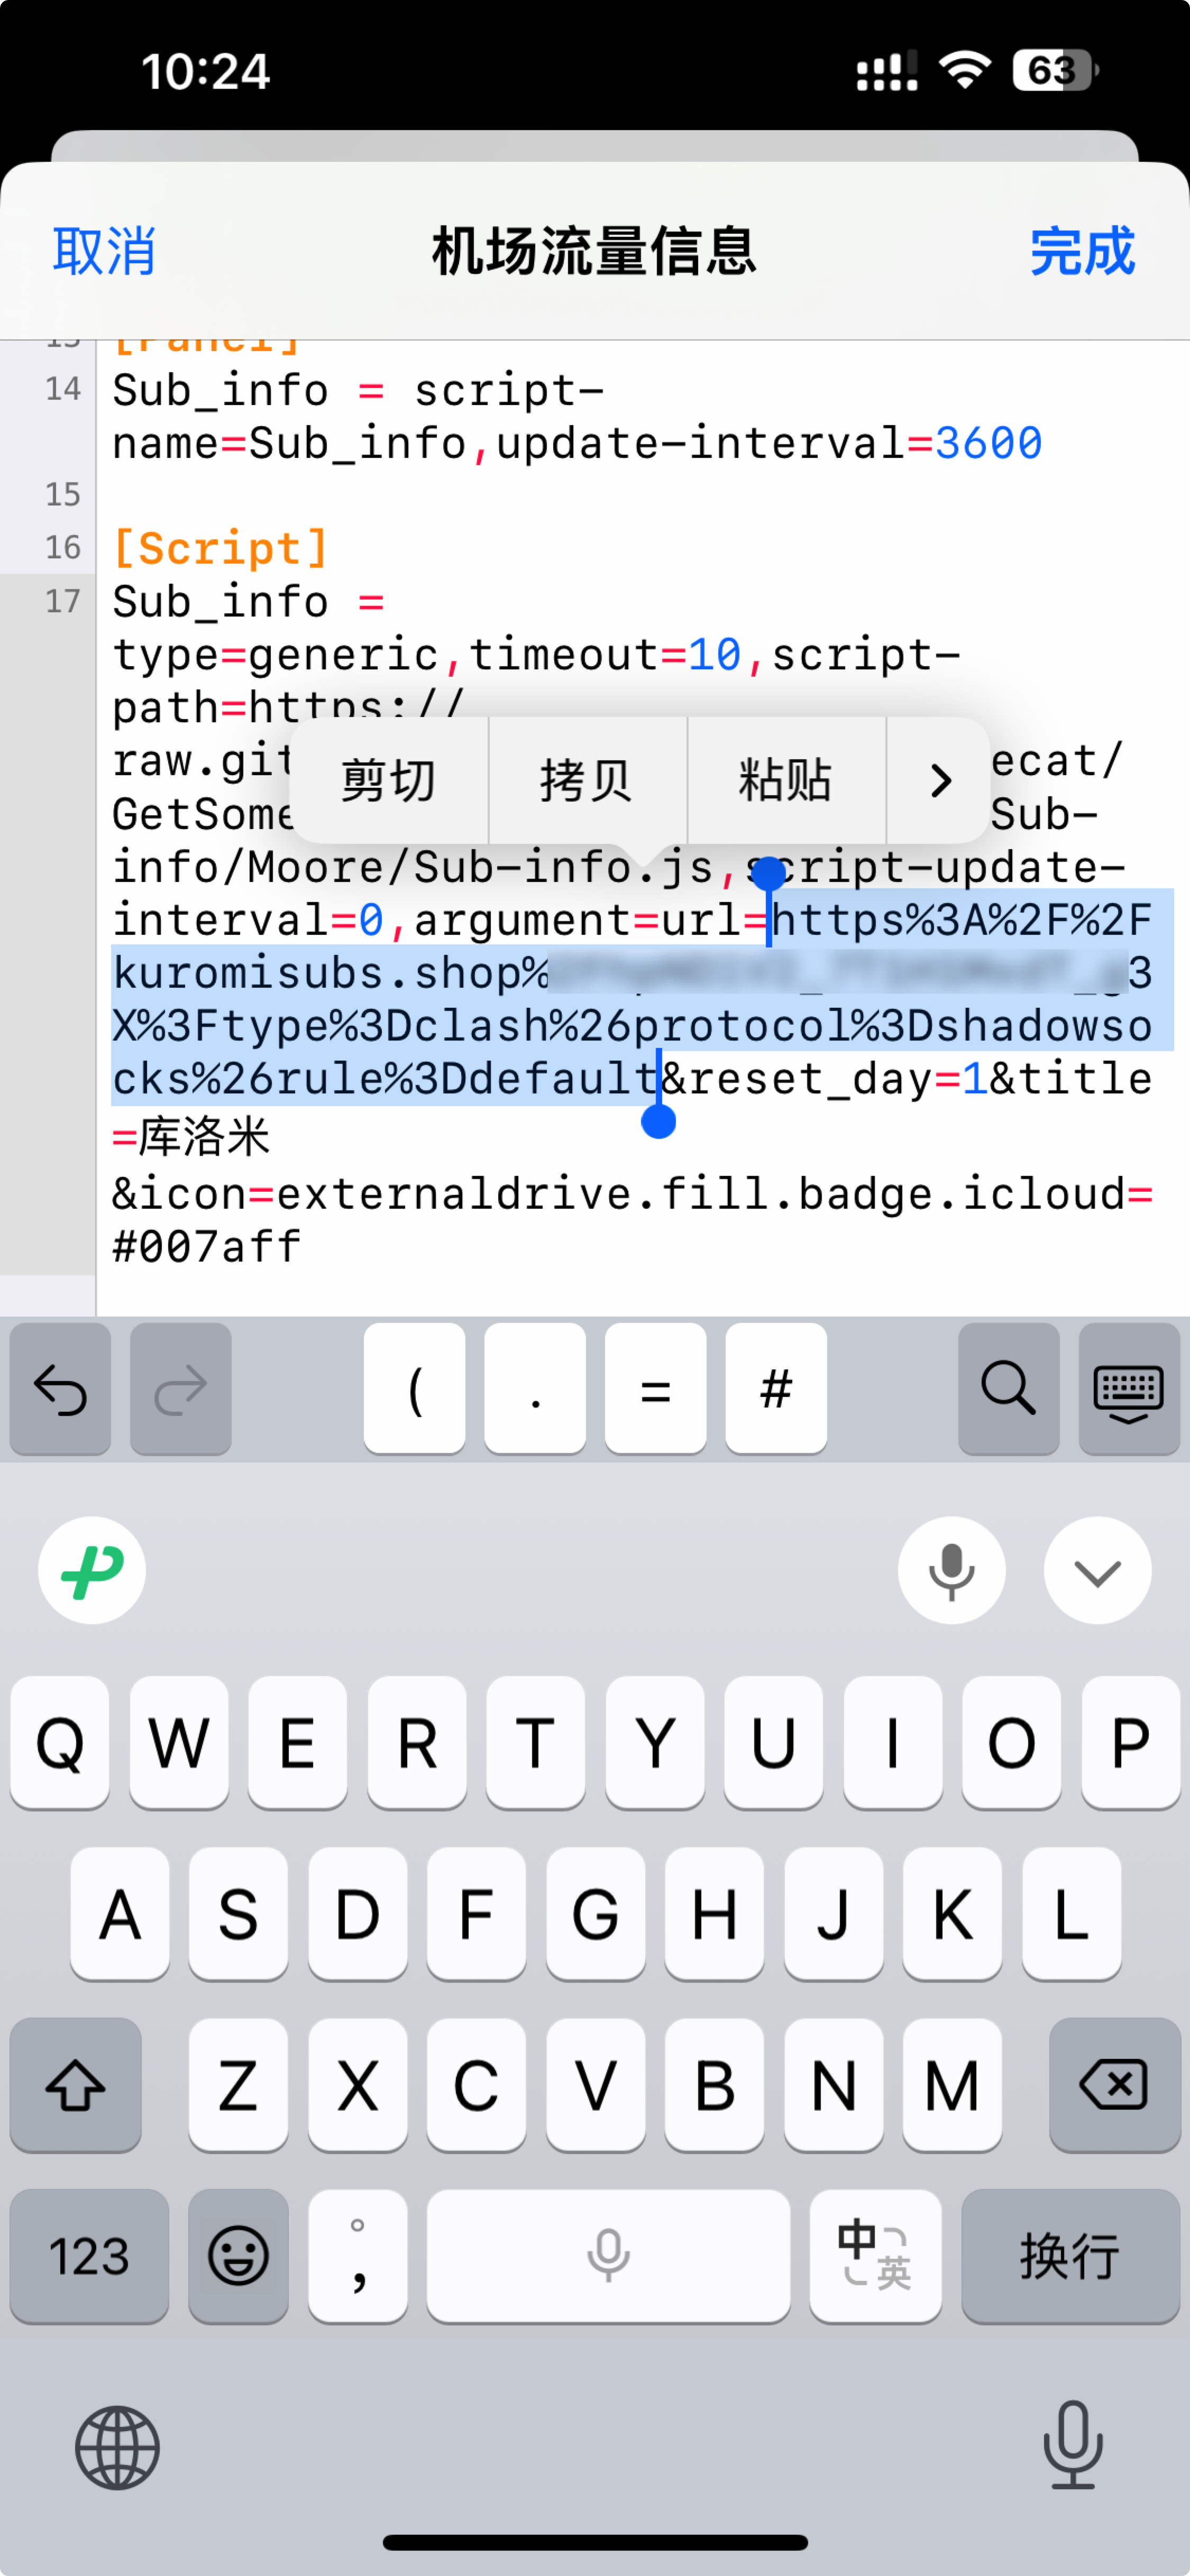 10:24
63
取消
机场流量信息
完成
13 [Panel]
14 Sub_info = script-
name=Sub_info,update-interval=3600
15
16 [Script]
17 Sub_info =
type=generic,timeout=10,script-
path=https://
raw.git
ecat/
GetSome
Sub-
剪切
拷贝
粘贴
info/Moore/Sub-info.js,script-update-
interval=0,argument=url=https%3A%2F%2F
kuromisubs.shop%
3
X%3Ftype%3Dclash%26protocol%3Dshadowso
cks%26rule%3Ddefault&reset_day=1&title
=库洛米
&icon=externaldrive.fill.badge.icloud=
#007aff
( . = #
Q W E R T Y U I O P
A S D F G H J K L
Z X C V B N M
123
。
，
中
英
换行